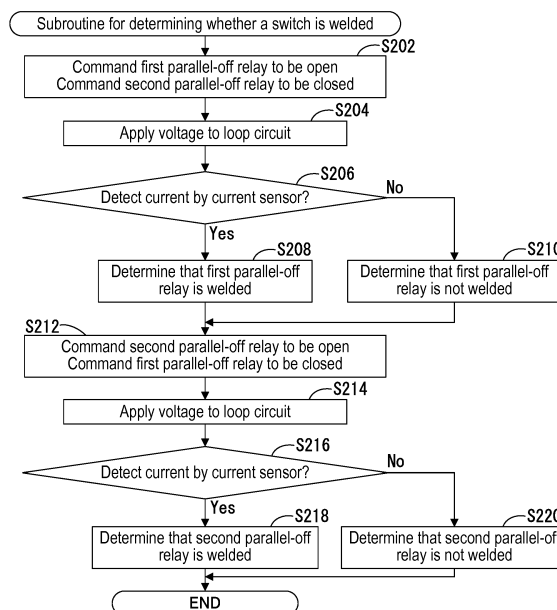 Subroutine for determining whether a switch is welded
S202
Command first parallel-off relay to be open
Command second parallel-off relay to be closed
S204
Apply voltage to loop circuit
S206
Detect current by current sensor?
No
Yes
S208
S210
Determine that first parallel-off
relay is welded
Determine that first parallel-off
relay is not welded
S212
Command second parallel-off relay to be open
Command first parallel-off relay to be closed
S214
Apply voltage to loop circuit
S216
Detect current by current sensor?
No
Yes
S218
S220
Determine that second parallel-off
relay is welded
Determine that second parallel-off
relay is not welded
END